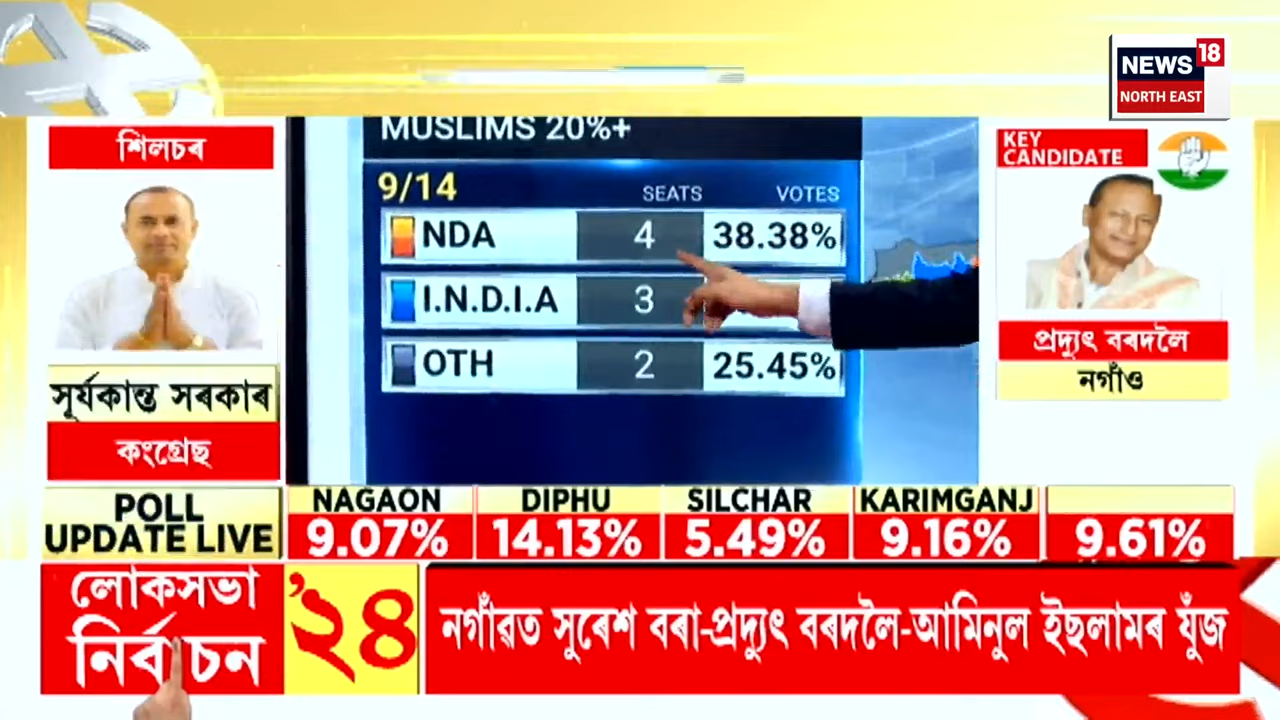 NEWS 18
NORTH EAST
শিলচৰ
সূৰ্যকান্ত সৰকাৰ
কংগ্ৰেছ
MUSLIMS 20%+
9/14 SEATS VOTES
NDA 4 38.38%
I.N.D.I.A 3
OTH 2 25.45%
KEY
CANDIDATE
প্ৰদ্যুৎ বৰদলৈ
নগাঁও
POLL
UPDATE LIVE
NAGAON DIPHU SILCHAR KARIMGANJ
9.07% 14.13% 5.49% 9.16% 9.61%
লোকসভা
নিৰ্বাচন
'২৪
নগাঁৱত সুৰেশ বৰা-প্ৰদ্যুৎ বৰদলৈ-আমিনুল ইছলামৰ যুঁজ